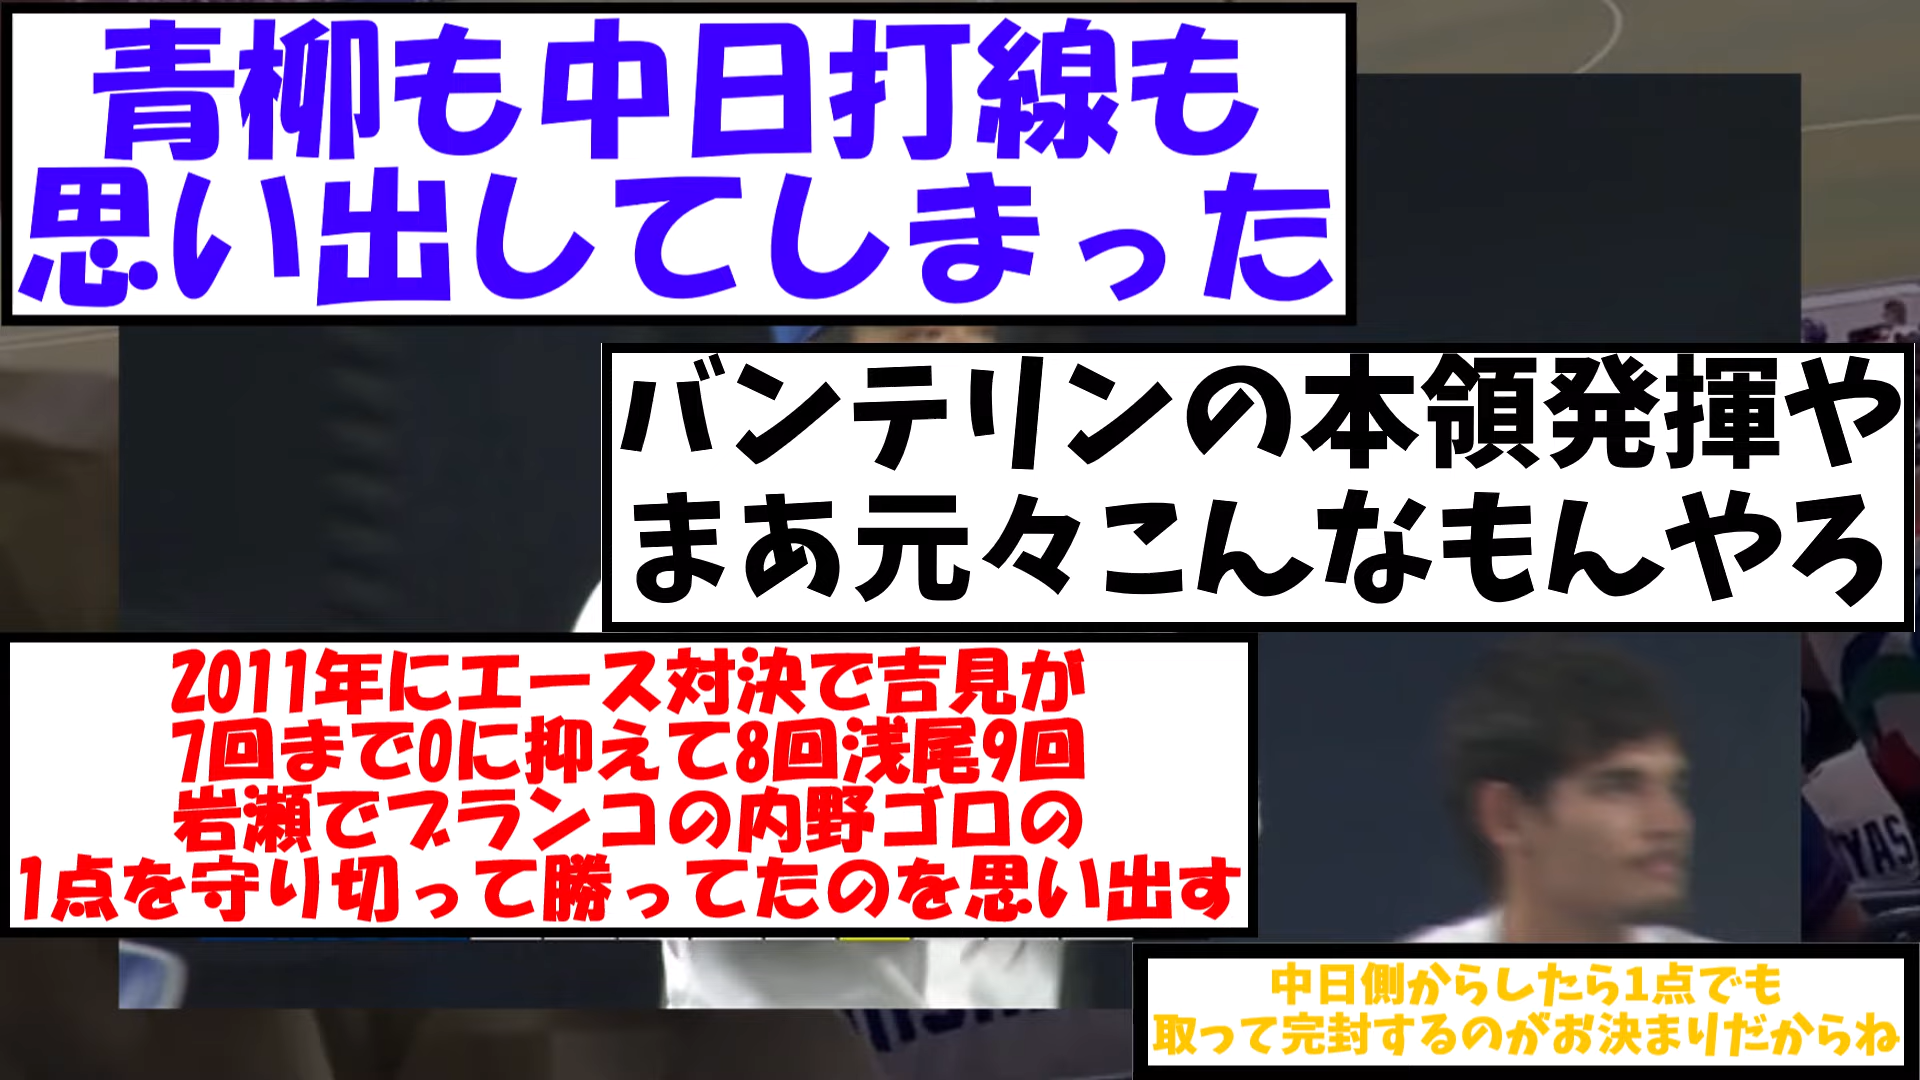 青柳も中日打線も
思い出してしまった
バンテリンの本領発揮や
まあ元々こんなもんやろ
2011年にエース対決で吉見が
7回まで0に抑えて8回浅尾9回
岩瀬でブランコの内野ゴロの
1点を守り切って勝ってたのを思い出す
YAS
中日側からしたら1点でも
取って完封するのがお決まりだからね